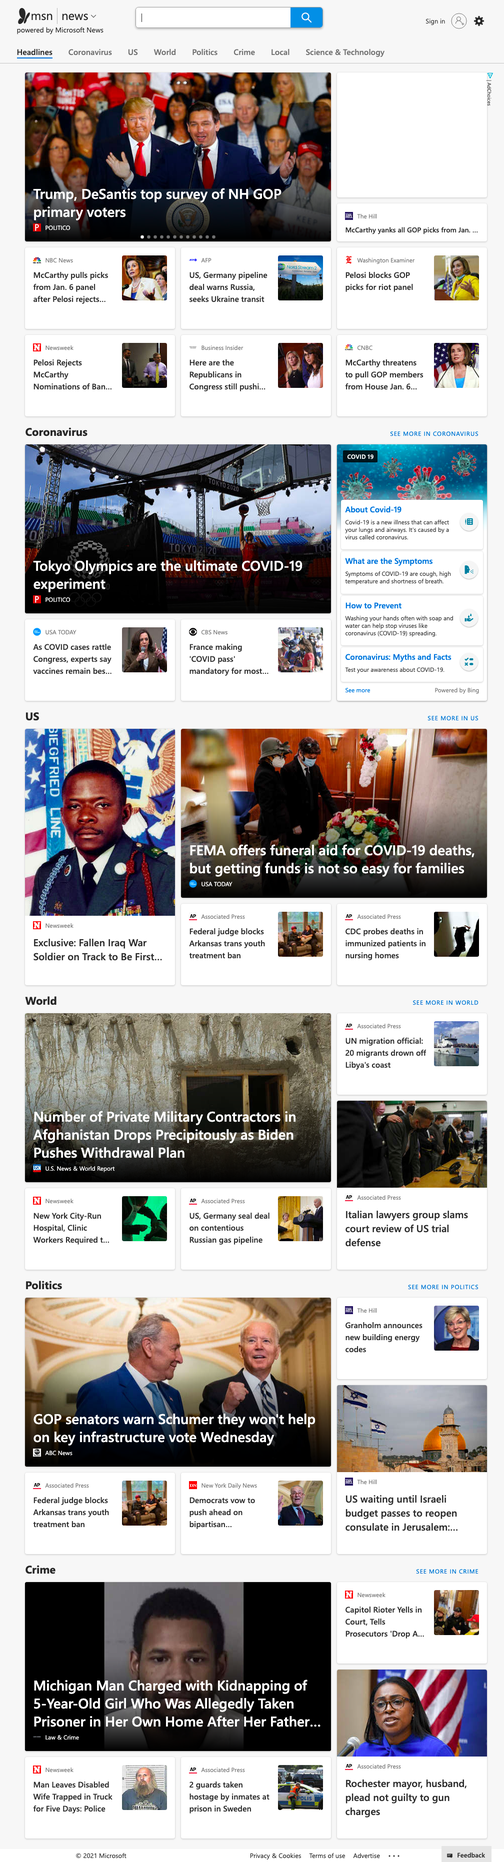 msn | news
powered by Microsoft News
Sign in
Headlines Coronavirus US World Politics Crime Local Science & Technology
Trump, DeSantis top survey of NH GOP
primary voters
POLITICO
AdChoices
The Hill
McCarthy yanks all GOP picks from Jan. ...
NBC News
McCarthy pulls picks
from Jan. 6 panel
after Pelosi rejects...
AFP
US, Germany pipeline
deal warns Russia,
seeks Ukraine transit
Washington Examiner
Pelosi blocks GOP
picks for riot panel
Newsweek
Pelosi Rejects
McCarthy
Nominations of Ban...
Business Insider
Here are the
Republicans in
Congress still pushi...
CNBC
McCarthy threatens
to pull GOP members
from House Jan. 6...
Coronavirus
SEE MORE IN CORONAVIRUS
TOKYO 2020
Tokyo Olympics are the ultimate COVID-19
experiment
POLITICO
COVID 19
About Covid-19
Covid-19 is a new illness that can affect
your lungs and airways. It's caused by a
virus called coronavirus.
What are the Symptoms
Symptoms of COVID-19 are cough, high
temperature and shortness of breath.
How to Prevent
Washing your hands often with soap and
water can help stop viruses like
coronavirus (COVID-19) spreading.
Coronavirus: Myths and Facts
Test your awareness about COVID-19.
See more
Powered by Bing
USA TODAY
As COVID cases rattle
Congress, experts say
vaccines remain bes...
CBS News
France making
'COVID pass'
mandatory for most...
US
SEE MORE IN US
SIEGFRIED LINE
Newsweek
Exclusive: Fallen Iraq War
Soldier on Track to Be First...
FEMA offers funeral aid for COVID-19 deaths,
but getting funds is not so easy for families
USA TODAY
Associated Press
Federal judge blocks
Arkansas trans youth
treatment ban
Associated Press
CDC probes deaths in
immunized patients in
nursing homes
World
SEE MORE IN WORLD
Number of Private Military Contractors in
Afghanistan Drops Precipitously as Biden
Pushes Withdrawal Plan
U.S. News & World Report
Associated Press
UN migration official:
20 migrants drown off
Libya's coast
Associated Press
Italian lawyers group slams
court review of US trial
defense
Newsweek
New York City-Run
Hospital, Clinic
Workers Required t...
Associated Press
US, Germany seal deal
on contentious
Russian gas pipeline
Politics
SEE MORE IN POLITICS
GOP senators warn Schumer they won't help
on key infrastructure vote Wednesday
ABC News
The Hill
Granholm announces
new building energy
codes
The Hill
US waiting until Israeli
budget passes to reopen
consulate in Jerusalem:...
Associated Press
Federal judge blocks
Arkansas trans youth
treatment ban
New York Daily News
Democrats vow to
push ahead on
bipartisan...
Crime
SEE MORE IN CRIME
Michigan Man Charged with Kidnapping of
5-Year-Old Girl Who Was Allegedly Taken
Prisoner in Her Own Home After Her Father...
Law & Crime
Newsweek
Capitol Rioter Yells in
Court, Tells
Prosecutors 'Drop A...
Associated Press
Rochester mayor, husband,
plead not guilty to gun
charges
Newsweek
Man Leaves Disabled
Wife Trapped in Truck
for Five Days: Police
Associated Press
2 guards taken
hostage by inmates at
prison in Sweden
© 2021 Microsoft
Privacy & Cookies Terms of use Advertise ...
Feedback